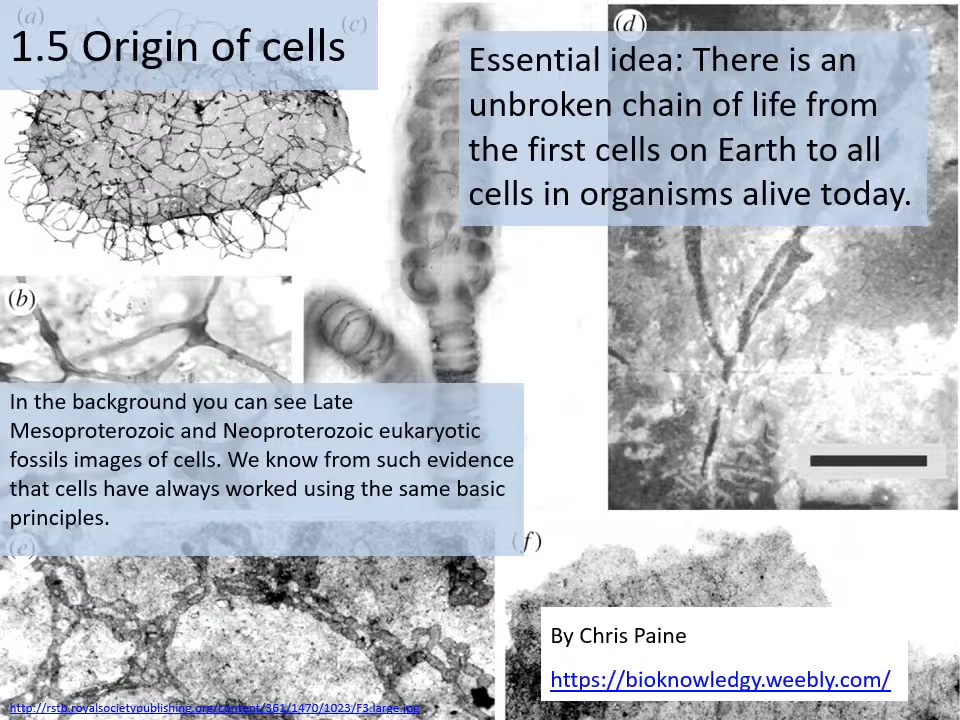 (a)
(c)
(d)
1.5 Origin of cells
Essential idea: There is an
unbroken chain of life from
the first cells on Earth to all
cells in organisms alive today.
(b)
In the background you can see Late
Mesoproterozoic and Neoproterozoic eukaryotic
fossils images of cells. We know from such evidence
that cells have always worked using the same basic
principles.
(e)
(f)
By Chris Paine
https://bioknowledgy.weebly.com/
http://rstb.royalsocietypublishing.org/content/361/1470/1023/F3.large.jpg